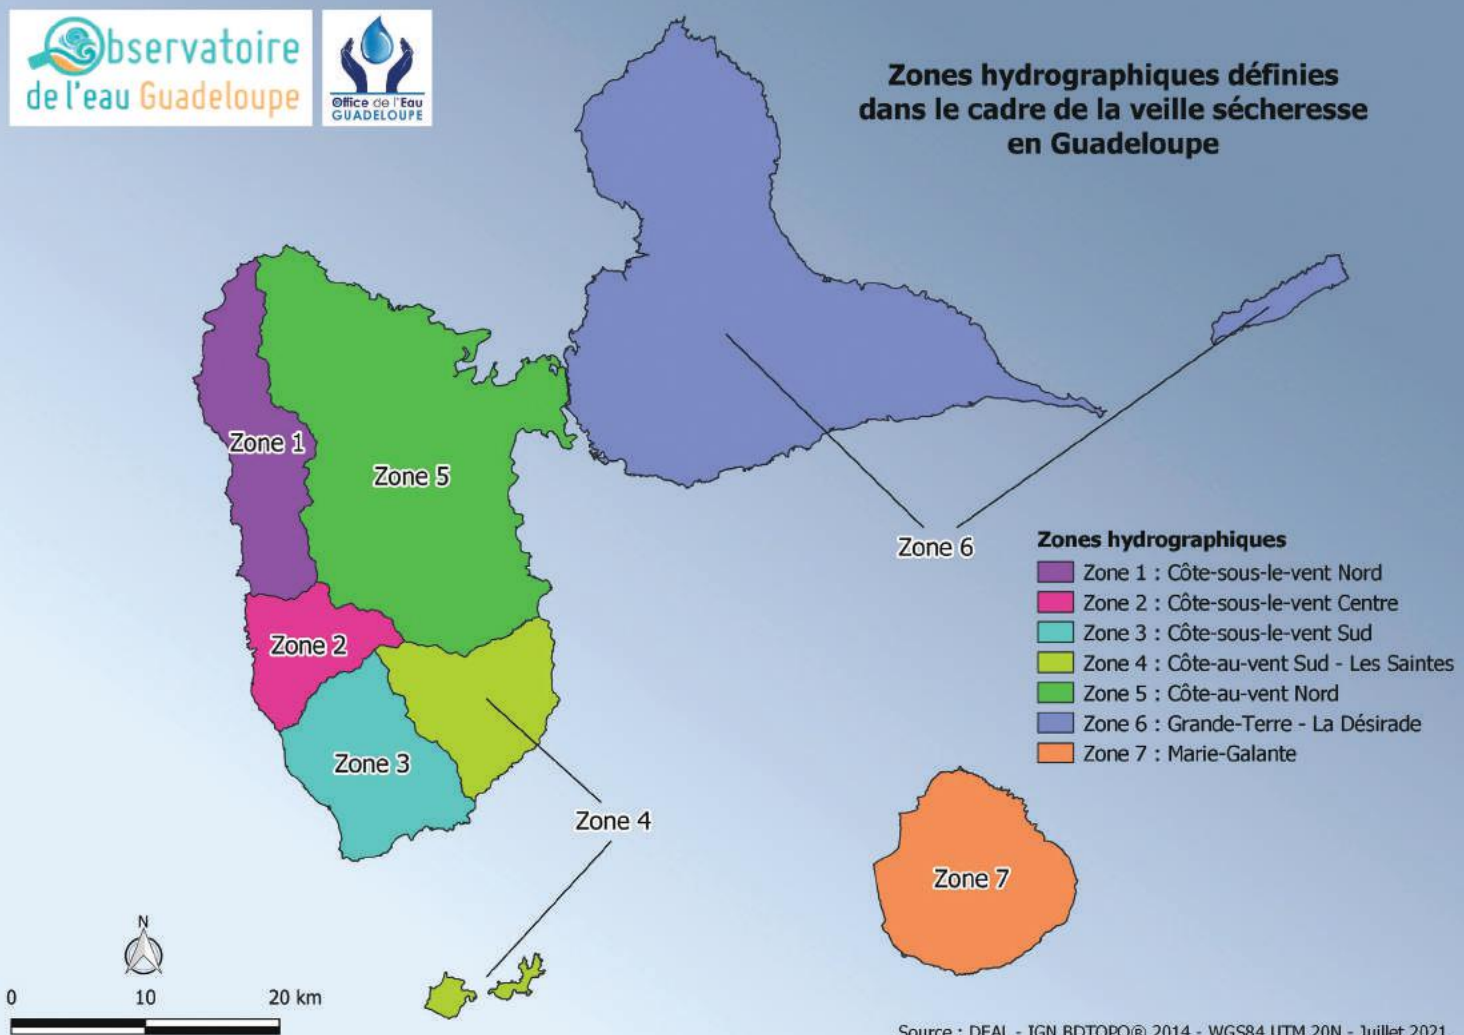 Observatoire
de l'eau Guadeloupe
Office de l'Eau
GUADELOUPE
Zones hydrographiques définies
dans le cadre de la veille sécheresse
en Guadeloupe
Zone 1
Zone 5
Zone 6
Zone 2
Zone 3
Zone 4
Zone 7
Zones hydrographiques
Zone 1 : Côte-sous-le-vent Nord
Zone 2 : Côte-sous-le-vent Centre
Zone 3 : Côte-sous-le-vent Sud
Zone 4 : Côte-au-vent Sud - Les Saintes
Zone 5 : Côte-au-vent Nord
Zone 6 : Grande-Terre - La Désirade
Zone 7 : Marie-Galante
N
0 10 20 km
Source : DEAL - IGN BDTOPO® 2014 - WGS84 UTM 20N - Juillet 2021